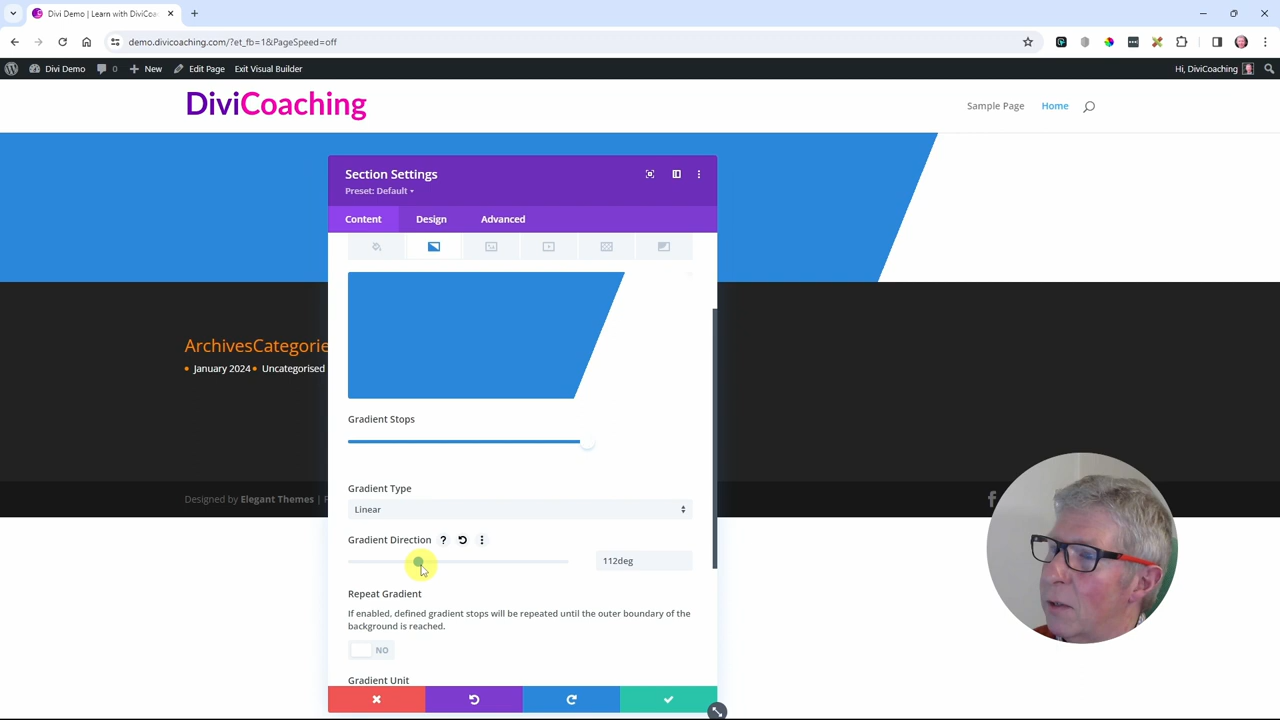 Divi Demo | Learn with DiviCoa
demo.divicoaching.com/?et_fb=1&PageSpeed=off
Divi Demo
0
New
Edit Page
Exit Visual Builder
Hi, DiviCoaching
DiviCoaching
Sample Page
Home
Section Settings
Preset: Default
Content
Design
Advanced
ArchivesCategorie
January 2024
Uncategorised
Gradient Stops
Gradient Type
Linear
Gradient Direction
?
112deg
Repeat Gradient
If enabled, defined gradient stops will be repeated until the outer boundary of the
background is reached.
NO
Gradient Unit
Designed by Elegant Themes |